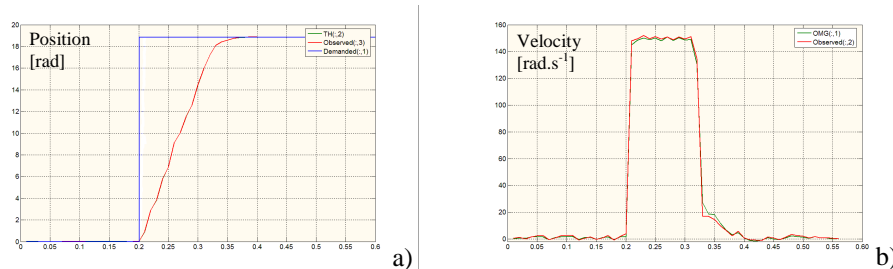 Position
[rad]
TH(:,2)
Observed(:,3)
Demanded(:,1)
20
18
16
14
12
10
8
6
4
2
0
0 0.05 0.1 0.15 0.2 0.25 0.3 0.35 0.4 0.45 0.5 0.55 0.6
a)
Velocity
[rad.s-1]
OMG(:,1)
Observed(:,2)
160
140
120
100
80
60
40
20
0
0 0.05 0.1 0.15 0.2 0.25 0.3 0.35 0.4 0.45 0.5 0.55 0.60
b)